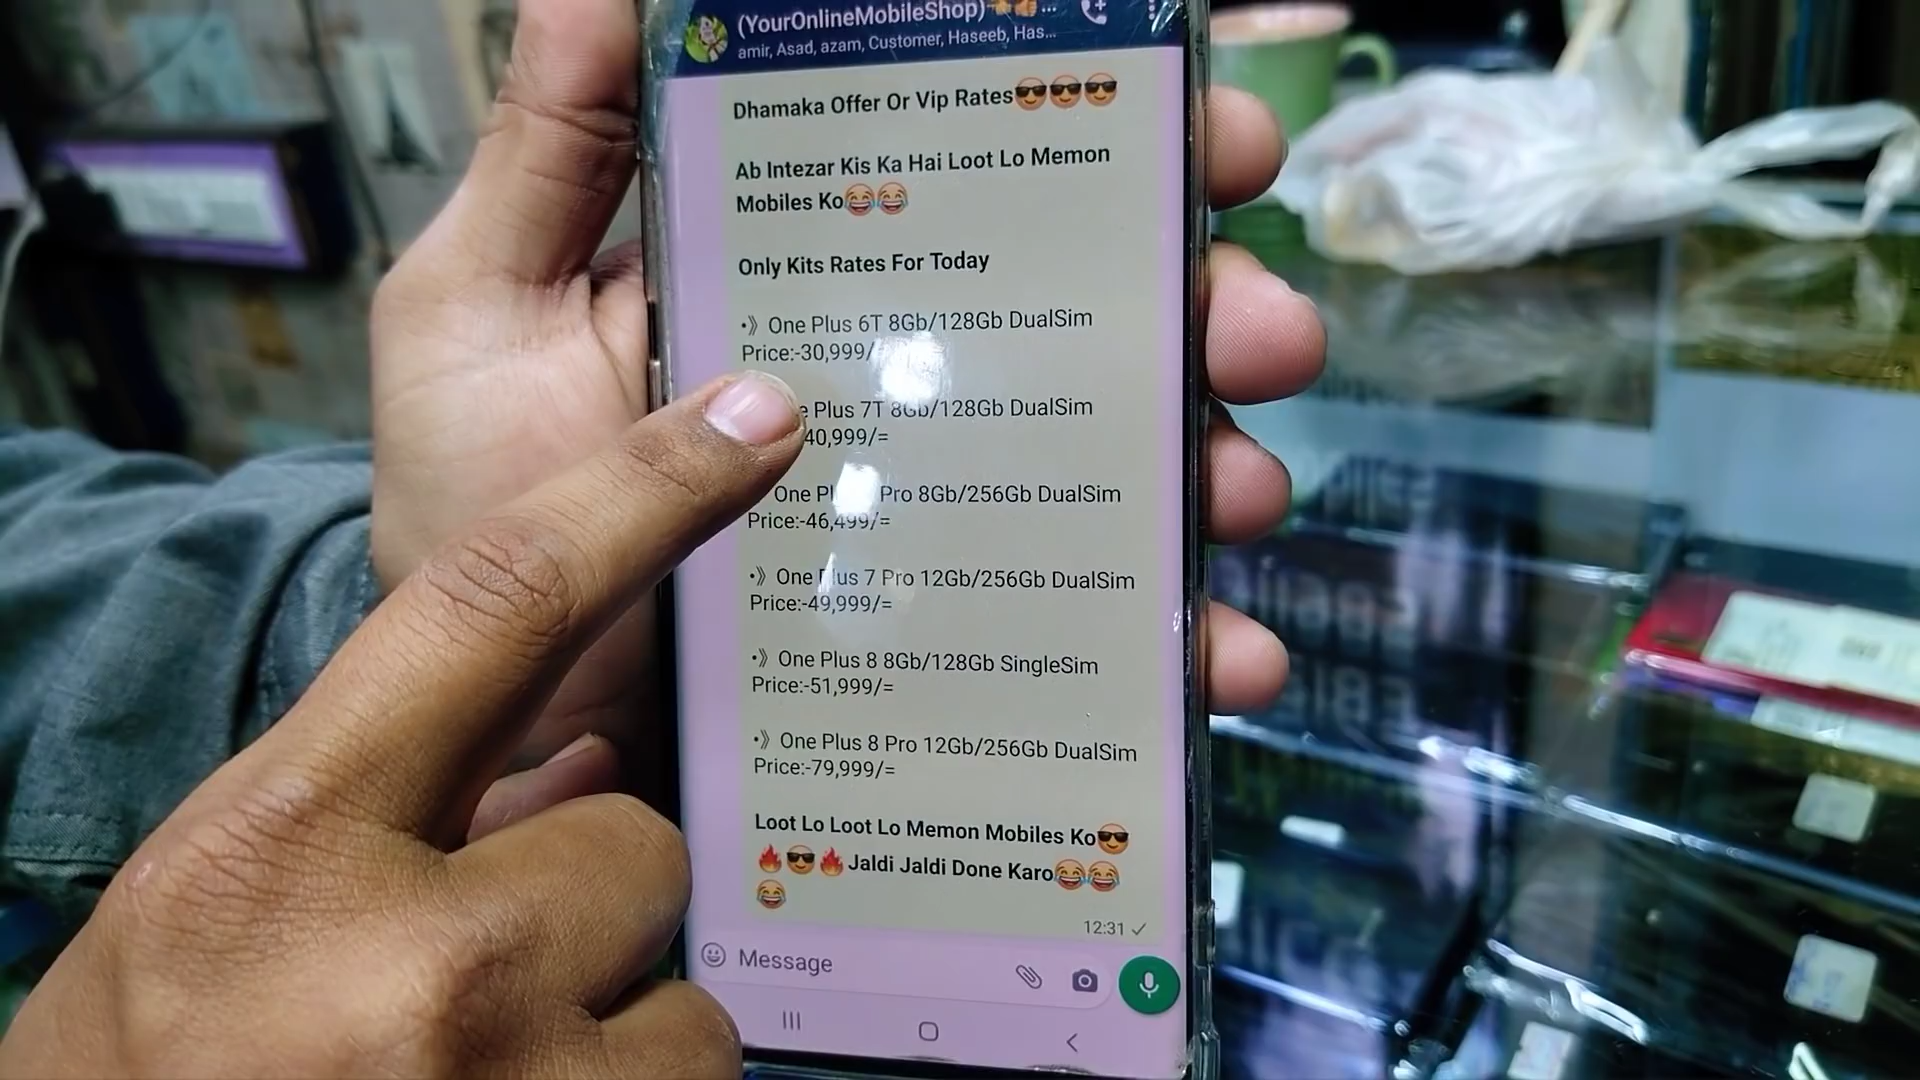 (YourOnlineMobileShop)
amir, Asad, azam, Customer, Haseeb, Has...
Dhamaka Offer Or Vip Rates😎😎😎
Ab Intezar Kis Ka Hai Loot Lo Memon
Mobiles Ko😂😂
Only Kits Rates For Today
•》 One Plus 6T 8Gb/128Gb DualSim
Price:-30,999/
Plus 7T 8Gb/128Gb DualSim
40,999/=
One Pro 8Gb/256Gb DualSim
Price:-46,499/=
•》 One Plus 7 Pro 12Gb/256Gb DualSim
Price:-49,999/=
•》 One Plus 8 8Gb/128Gb SingleSim
Price:-51,999/=
•》 One Plus 8 Pro 12Gb/256Gb DualSim
Price:-79,999/=
Loot Lo Loot Lo Memon Mobiles Ko😎
🔥😎🔥Jaldi Jaldi Done Karo😂😂
😂
12:31
Message